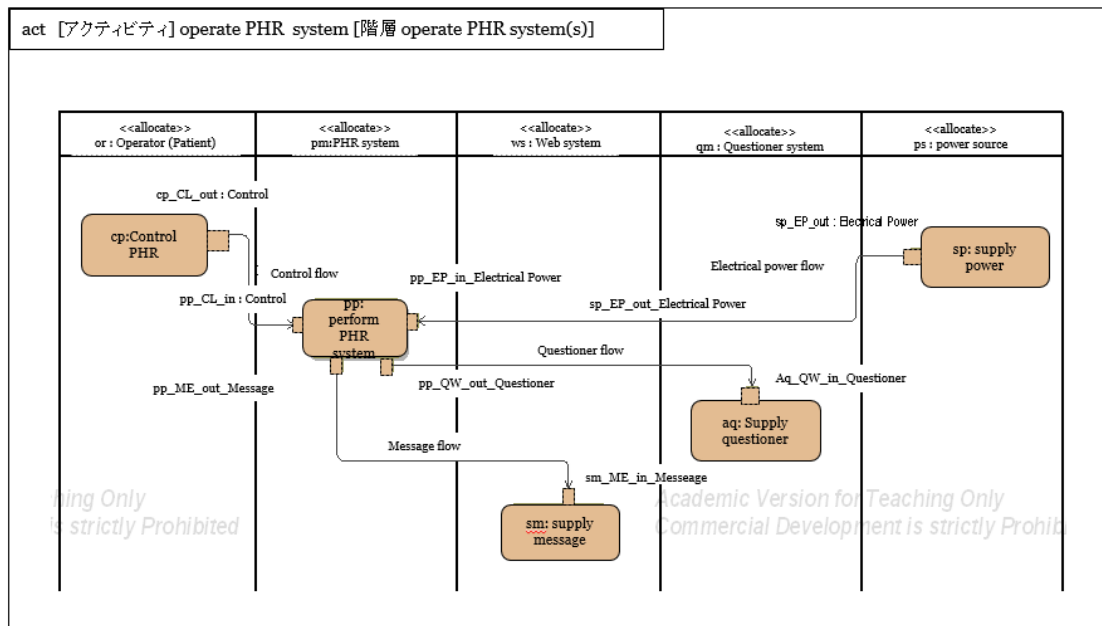 act [アクティビティ] operate PHR system [階層 operate PHR system(s)]
<<allocate>>
or : Operator (Patient)
<<allocate>>
pm:PHR system
<<allocate>>
ws : Web system
<<allocate>>
qm : Questioner system
<<allocate>>
ps : power source
cp_CL_out : Control
cp:Control
PHR
sp_EP_out : Electrical Power
sp: supply
power
Control flow
pp_EP_in_Electrical Power
Electrical power flow
pp_CL_in : Control
sp_EP_out_Electrical Power
pp:
perform
PHR
system
Questioner flow
pp_ME_out_Message
pp_QW_out_Questioner
Aq_QW_in_Questioner
aq: Supply
questioner
Message flow
sm_ME_in_Messeage
sm: supply
message
hing Only
is strictly Prohibited
Academic Version for Teaching Only
Commercial Development is strictly Prohib